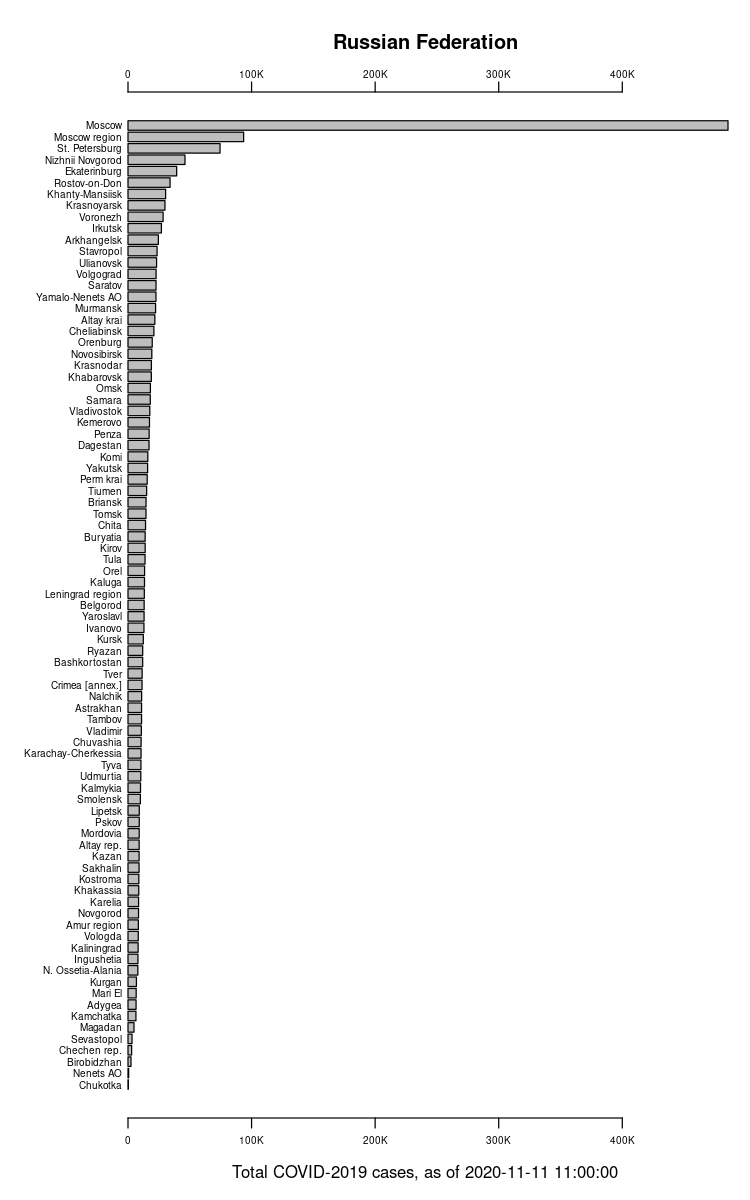 Russian Federation
0 100K 200K 300K 400K
Moscow
Moscow region
St. Petersburg
Nizhnii Novgorod
Ekaterinburg
Rostov-on-Don
Khanty-Mansiisk
Krasnoyarsk
Voronezh
Irkutsk
Arkhangelsk
Stavropol
Ulianovsk
Volgograd
Saratov
Yamalo-Nenets AO
Murmansk
Altay krai
Cheliabinsk
Orenburg
Novosibirsk
Krasnodar
Khabarovsk
Omsk
Samara
Vladivostok
Kemerovo
Penza
Dagestan
Komi
Yakutsk
Perm krai
Tiumen
Briansk
Tomsk
Chita
Buryatia
Kirov
Tula
Orel
Kaluga
Leningrad region
Belgorod
Yaroslavl
Ivanovo
Kursk
Ryazan
Bashkortostan
Tver
Crimea [annex.]
Nalchik
Astrakhan
Tambov
Vladimir
Chuvashia
Karachay-Cherkessia
Tyva
Udmurtia
Kalmykia
Smolensk
Lipetsk
Pskov
Mordovia
Altay rep.
Kazan
Sakhalin
Kostroma
Khakassia
Karelia
Novgorod
Amur region
Vologda
Kaliningrad
Ingushetia
N. Ossetia-Alania
Kurgan
Mari El
Adygea
Kamchatka
Magadan
Sevastopol
Chechen rep.
Birobidzhan
Nenets AO
Chukotka
0 100K 200K 300K 400K
Total COVID-2019 cases, as of 2020-11-11 11:00:00